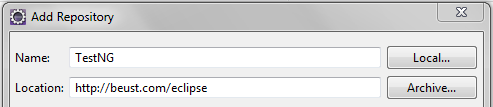 Add Repository
Name: TestNG Local...
Location: http://beust.com/eclipse Archive...